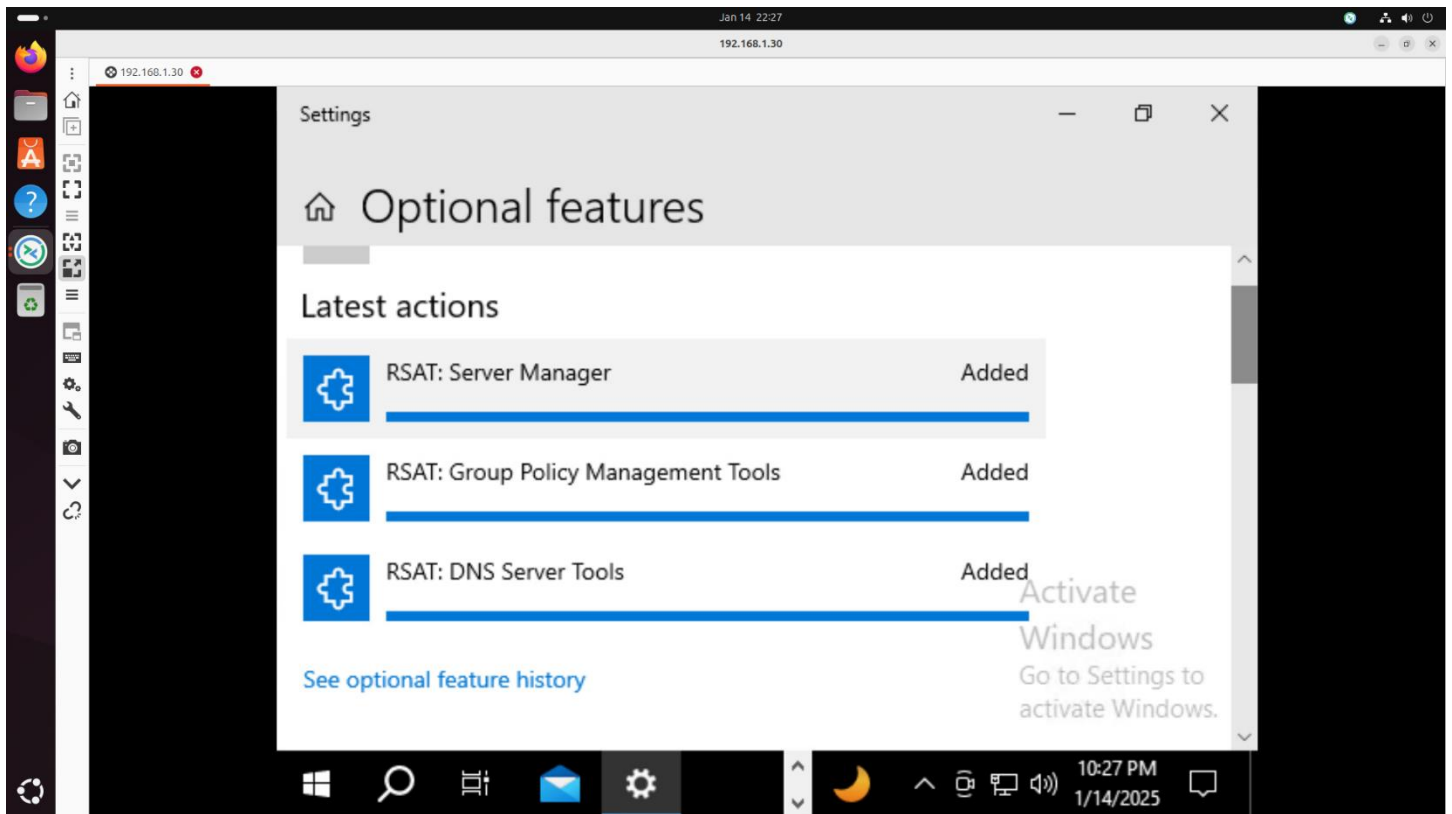 Jan 14 22:27
192.168.1.30
192.168.1.30
Settings
Optional features
Latest actions
RSAT: Server Manager Added
RSAT: Group Policy Management Tools Added
RSAT: DNS Server Tools Added
Activate
Windows
See optional feature history
Go to Settings to
activate Windows.
10:27 PM
1/14/2025